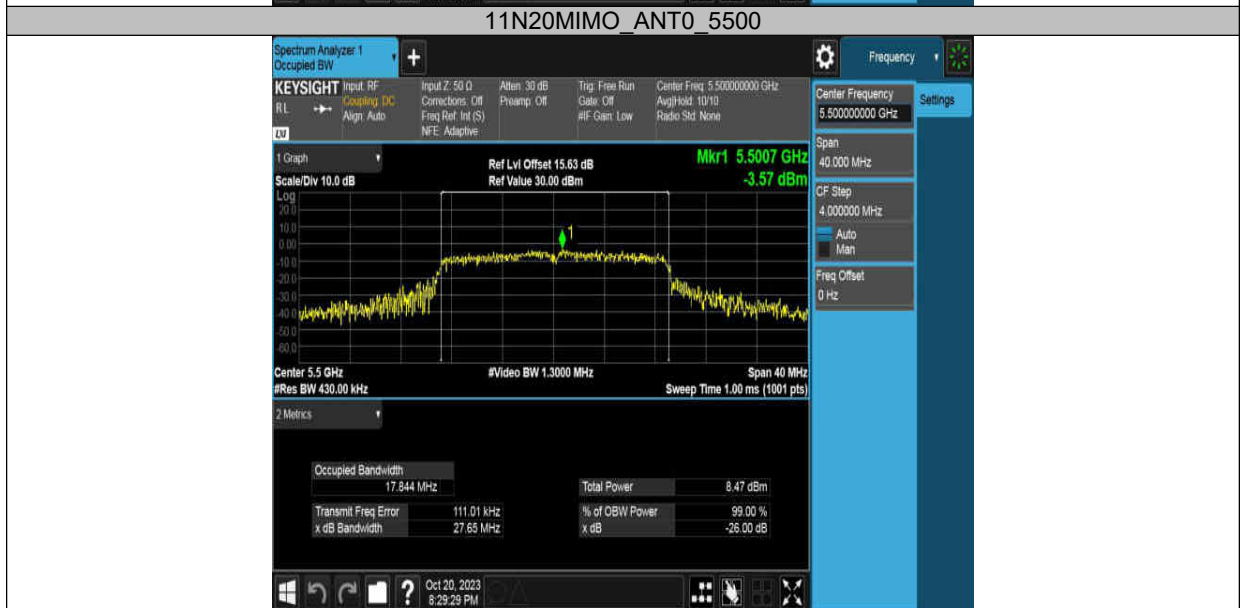 11N20MIMO_ANT0_5500
Spectrum Analyzer 1
Occupied BW
+
Frequency
KEYSIGHT
RL
LXI
Input: RF
Coupling: DC
Align: Auto
Input Z: 50 Ω
Corrections: Off
Freq Ref: Int (S)
NFE: Adaptive
Atten: 30 dB
Preamp: Off
Trig: Free Run
Gate: Off
#IF Gain: Low
Center Freq: 5.500000000 GHz
Avg|Hold: 10/10
Radio Std: None
Center Frequency
5.500000000 GHz
Settings
Span
40.000 MHz
CF Step
4.000000 MHz
Auto
Man
Freq Offset
0 Hz
1 Graph
Scale/Div 10.0 dB
Ref Lvl Offset 15.63 dB
Ref Value 30.00 dBm
Mkr1 5.5007 GHz
-3.57 dBm
Log
20.0
10.0
0.00
-10.0
-20.0
-30.0
-40.0
-50.0
-60.0
1
Center 5.5 GHz
#Video BW 1.3000 MHz
Span 40 MHz
#Res BW 430.00 kHz
Sweep Time 1.00 ms (1001 pts)
2 Metrics
Occupied Bandwidth
17.844 MHz
Total Power 8.47 dBm
Transmit Freq Error 111.01 kHz
% of OBW Power 99.00 %
x dB Bandwidth 27.65 MHz
x dB -26.00 dB
?
Oct 20, 2023
8:29:29 PM